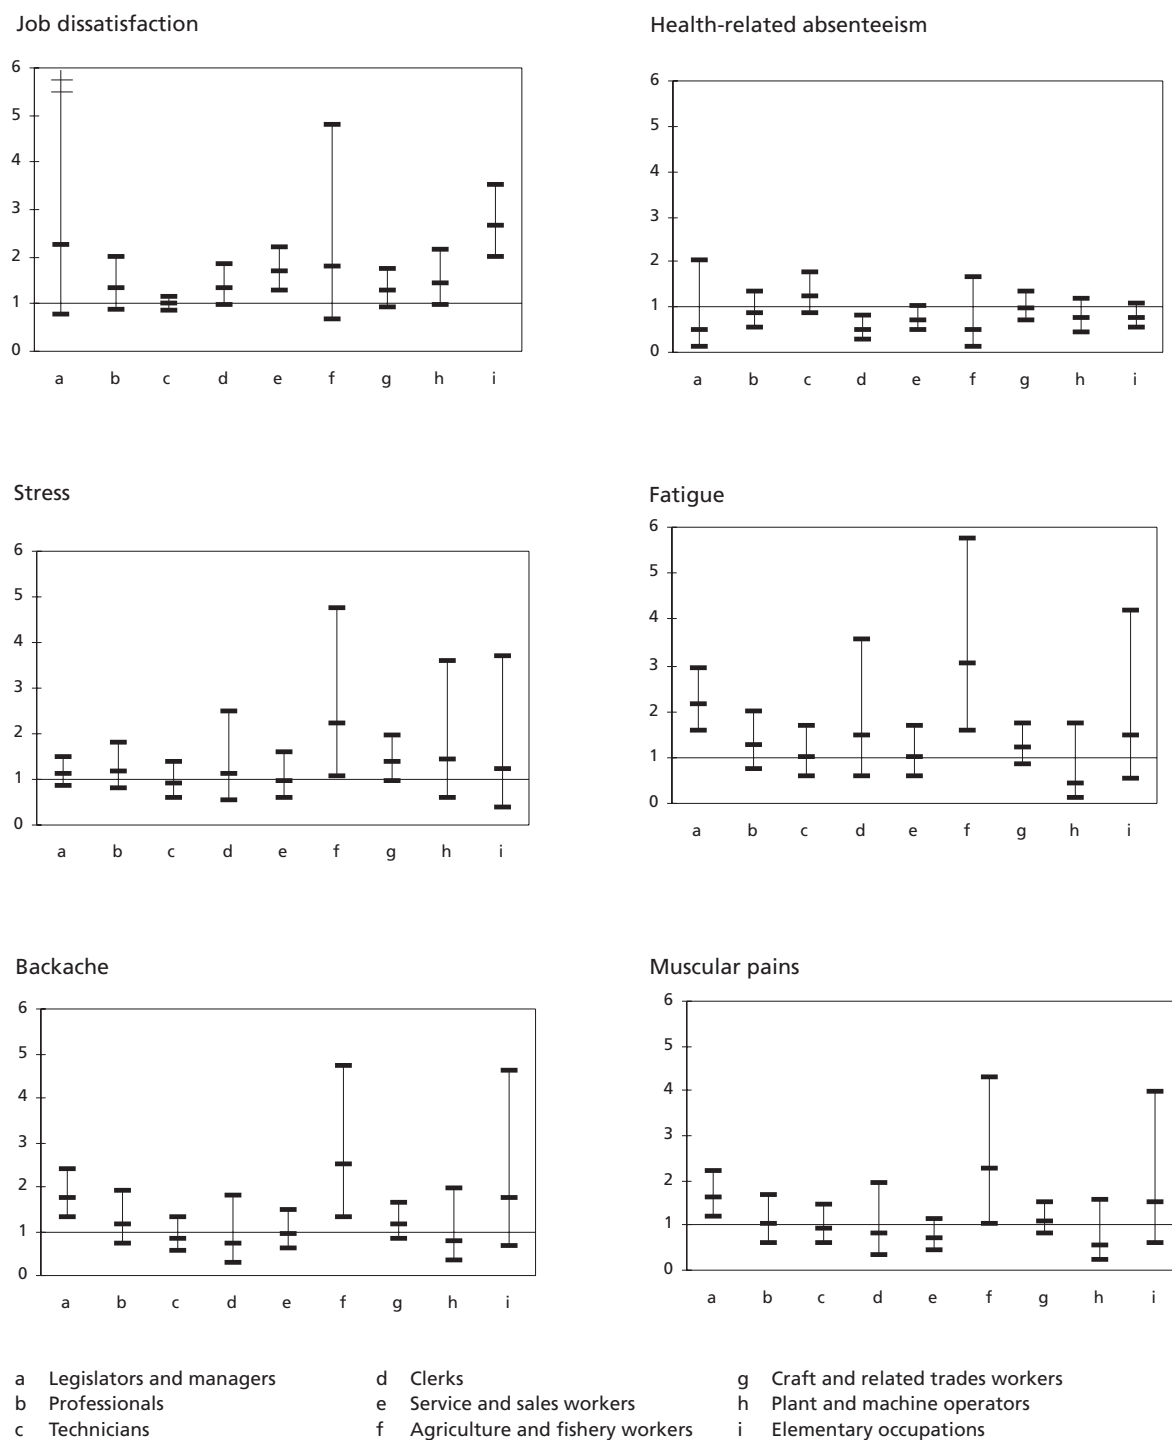 Job dissatisfaction
6
5
4
3
2
1
0
a b c d e f g h i
Health-related absenteeism
6
5
4
3
2
1
0
a b c d e f g h i
Stress
6
5
4
3
2
1
0
a b c d e f g h i
Fatigue
6
5
4
3
2
1
0
a b c d e f g h i
Backache
6
5
4
3
2
1
0
a b c d e f g h i
Muscular pains
6
5
4
3
2
1
0
a b c d e f g h i
a Legislators and managers
b Professionals
c Technicians
d Clerks
e Service and sales workers
f Agriculture and fishery workers
g Craft and related trades workers
h Plant and machine operators
i Elementary occupations